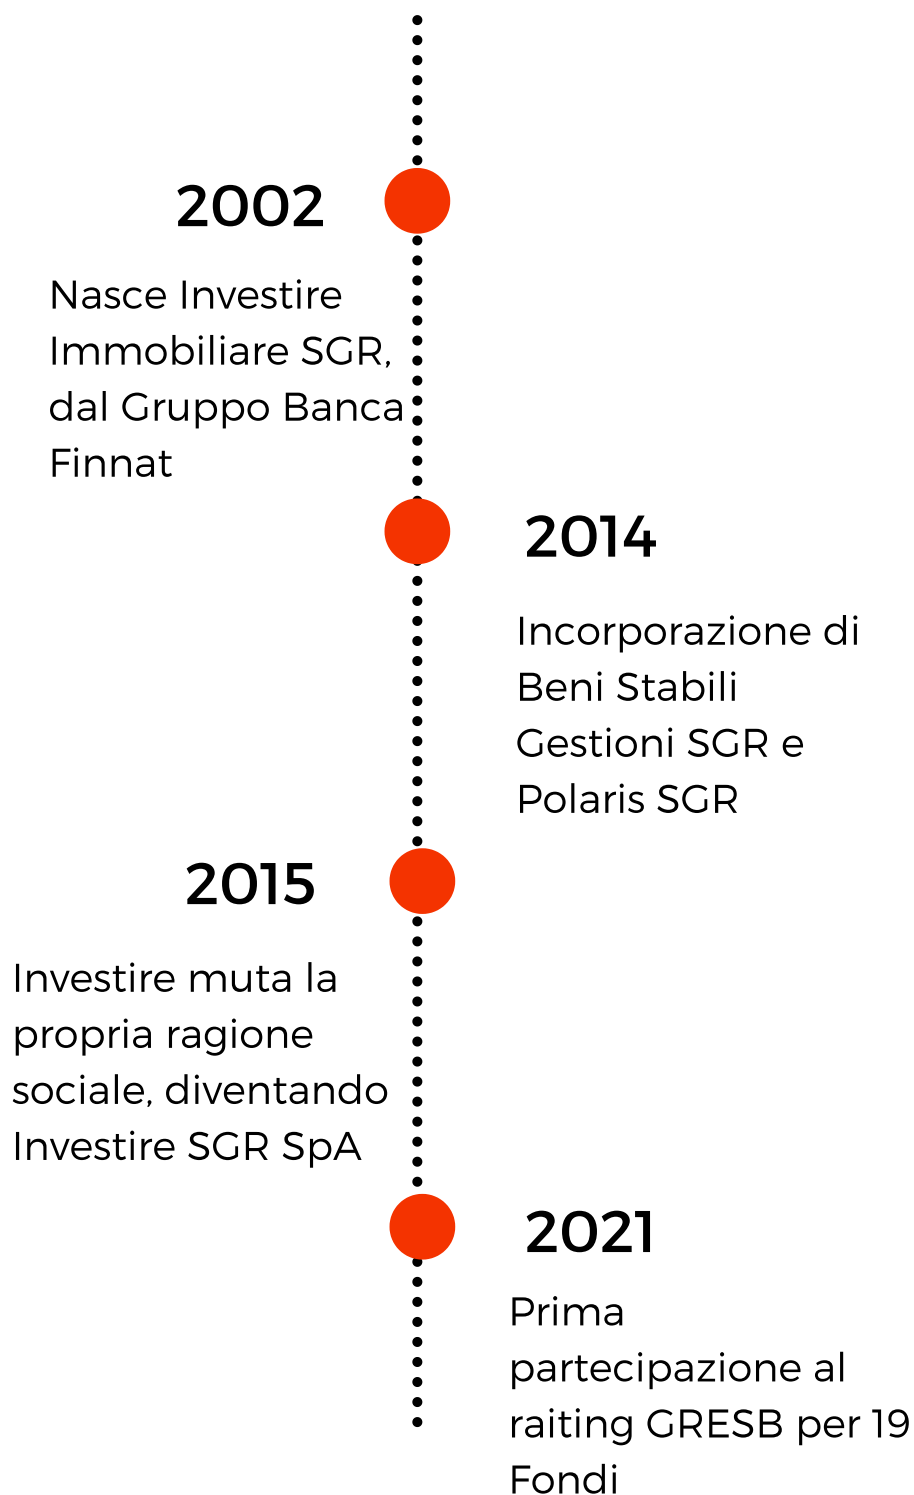 2002
Nasce Investire
Immobiliare SGR,
dal Gruppo Banca
Finnat
2014
Incorporazione di
Beni Stabili
Gestioni SGR e
Polaris SGR
2015
Investire muta la
propria ragione
sociale, diventando
Investire SGR SpA
2021
Prima
partecipazione al
raiting GRESB per 19
Fondi